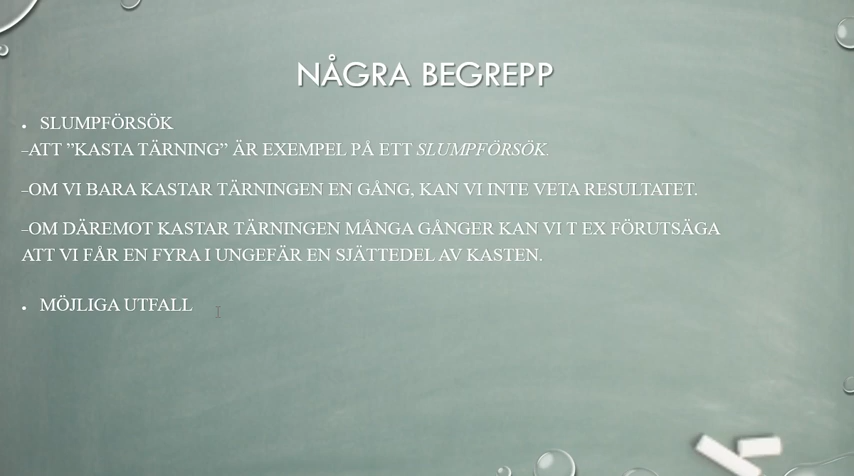 NÅGRA BEGREPP
• SLUMPFÖRSÖK
–ATT ”KASTA TÄRNING” ÄR EXEMPEL PÅ ETT SLUMPFÖRSÖK.
–OM VI BARA KASTAR TÄRNINGEN EN GÅNG, KAN VI INTE VETA RESULTATET.
–OM DÄREMOT KASTAR TÄRNINGEN MÅNGA GÅNGER KAN VI T EX FÖRUTSÄGA
ATT VI FÅR EN FYRA I UNGEFÄR EN SJÄTTEDEL AV KASTEN.
• MÖJLIGA UTFALL